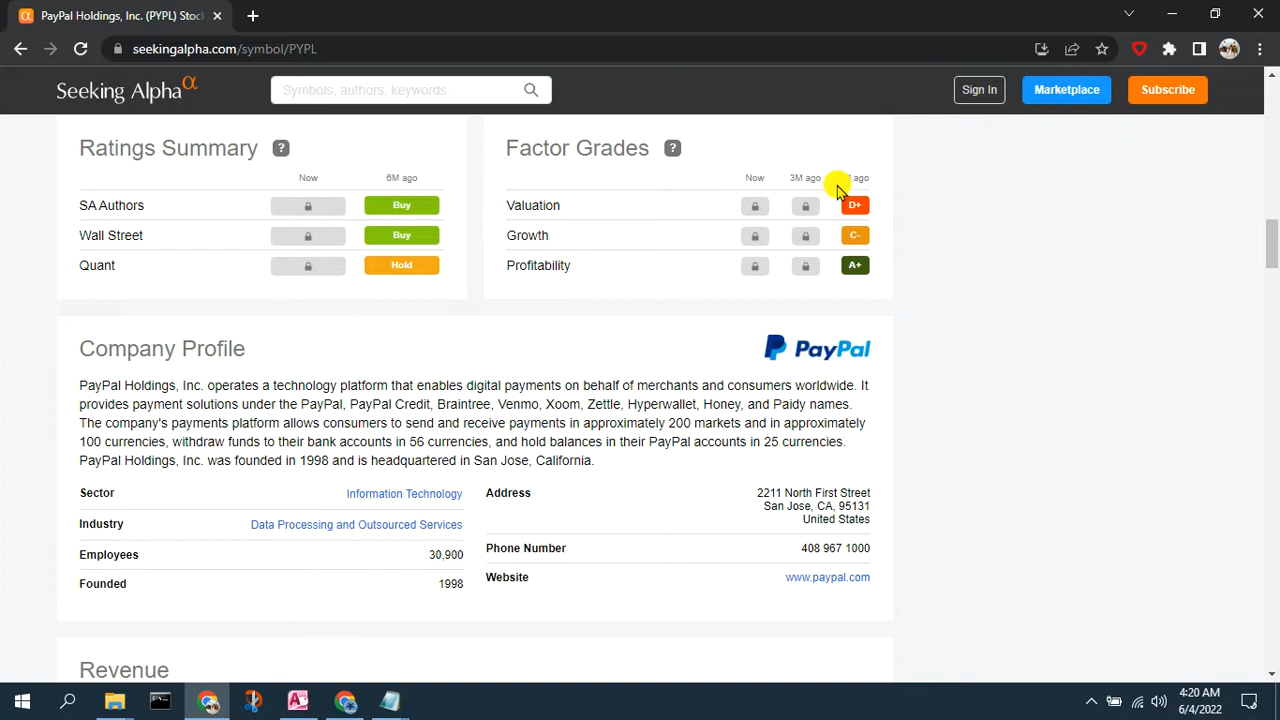 PayPal Holdings, Inc. (PYPL) Stoc
seekingalpha.com/symbol/PYPL
Seeking Alpha α
Symbols, authors, keywords
Sign In
Marketplace
Subscribe
Ratings Summary ?
Now 6M ago
SA Authors Buy
Wall Street Buy
Quant Hold
Factor Grades ?
Now 3M ago ago
Valuation D+
Growth C-
Profitability A+
Company Profile
PayPal
PayPal Holdings, Inc. operates a technology platform that enables digital payments on behalf of merchants and consumers worldwide. It
provides payment solutions under the PayPal, PayPal Credit, Braintree, Venmo, Xoom, Zettle, Hyperwallet, Honey, and Paidy names.
The company's payments platform allows consumers to send and receive payments in approximately 200 markets and in approximately
100 currencies, withdraw funds to their bank accounts in 56 currencies, and hold balances in their PayPal accounts in 25 currencies.
PayPal Holdings, Inc. was founded in 1998 and is headquartered in San Jose, California.
Sector Information Technology
Industry Data Processing and Outsourced Services
Employees 30,900
Founded 1998
Address 2211 North First Street
San Jose, CA, 95131
United States
Phone Number 408 967 1000
Website www.paypal.com
Revenue
4:20 AM
6/4/2022